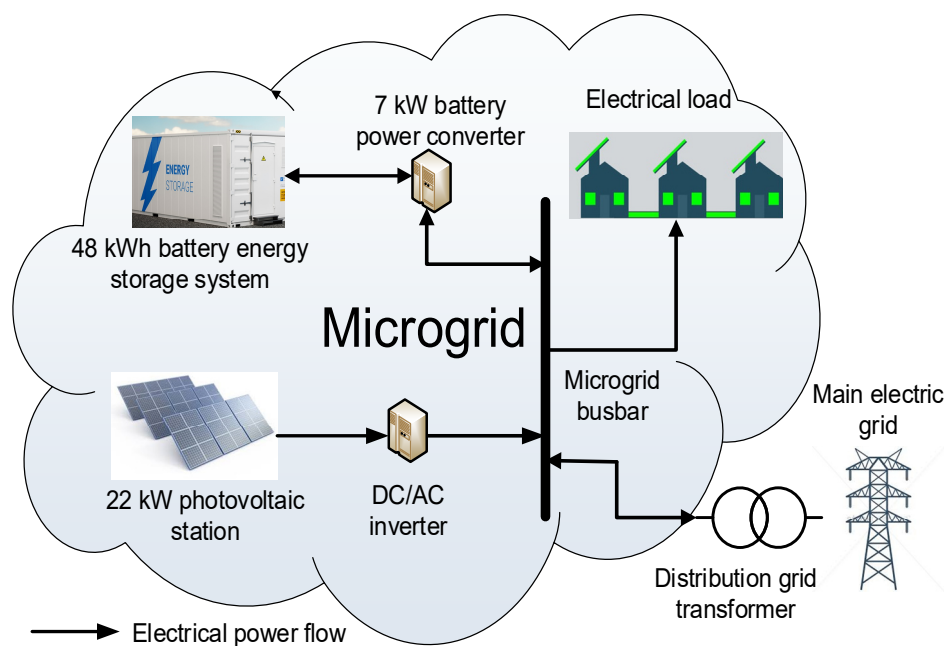 7 kW battery
power converter
Electrical load
ENERGY
STORAGE
48 kWh battery energy
storage system
Microgrid
Microgrid
busbar
Main electric
grid
22 kW photovoltaic
station
DC/AC
inverter
Distribution grid
transformer
Electrical power flow